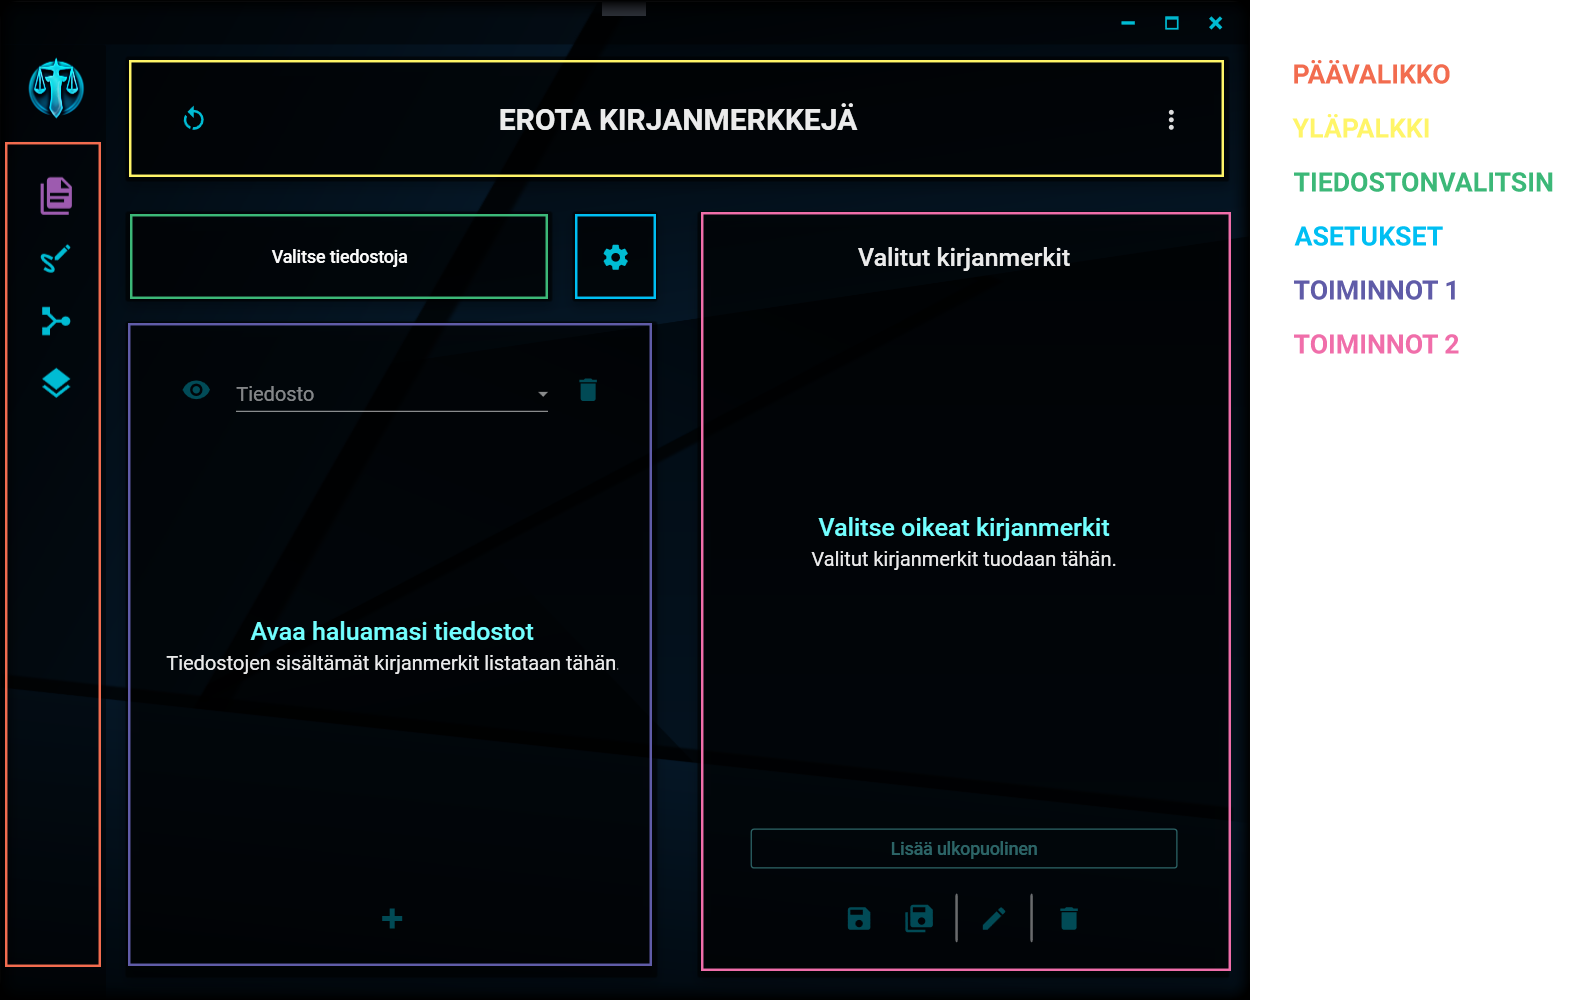 EROTA KIRJANMERKKEJÄ
Valitse tiedostoja
Tiedosto
Avaa haluamasi tiedostot
Tiedostojen sisältämät kirjanmerkit listataan tähän.
Valitut kirjanmerkit
Valitse oikeat kirjanmerkit
Valitut kirjanmerkit tuodaan tähän.
Lisää ulkopuolinen
PÄÄVALIKKO
YLÄPALKKI
TIEDOSTONVALITSIN
ASETUKSET
TOIMINNOT 1
TOIMINNOT 2